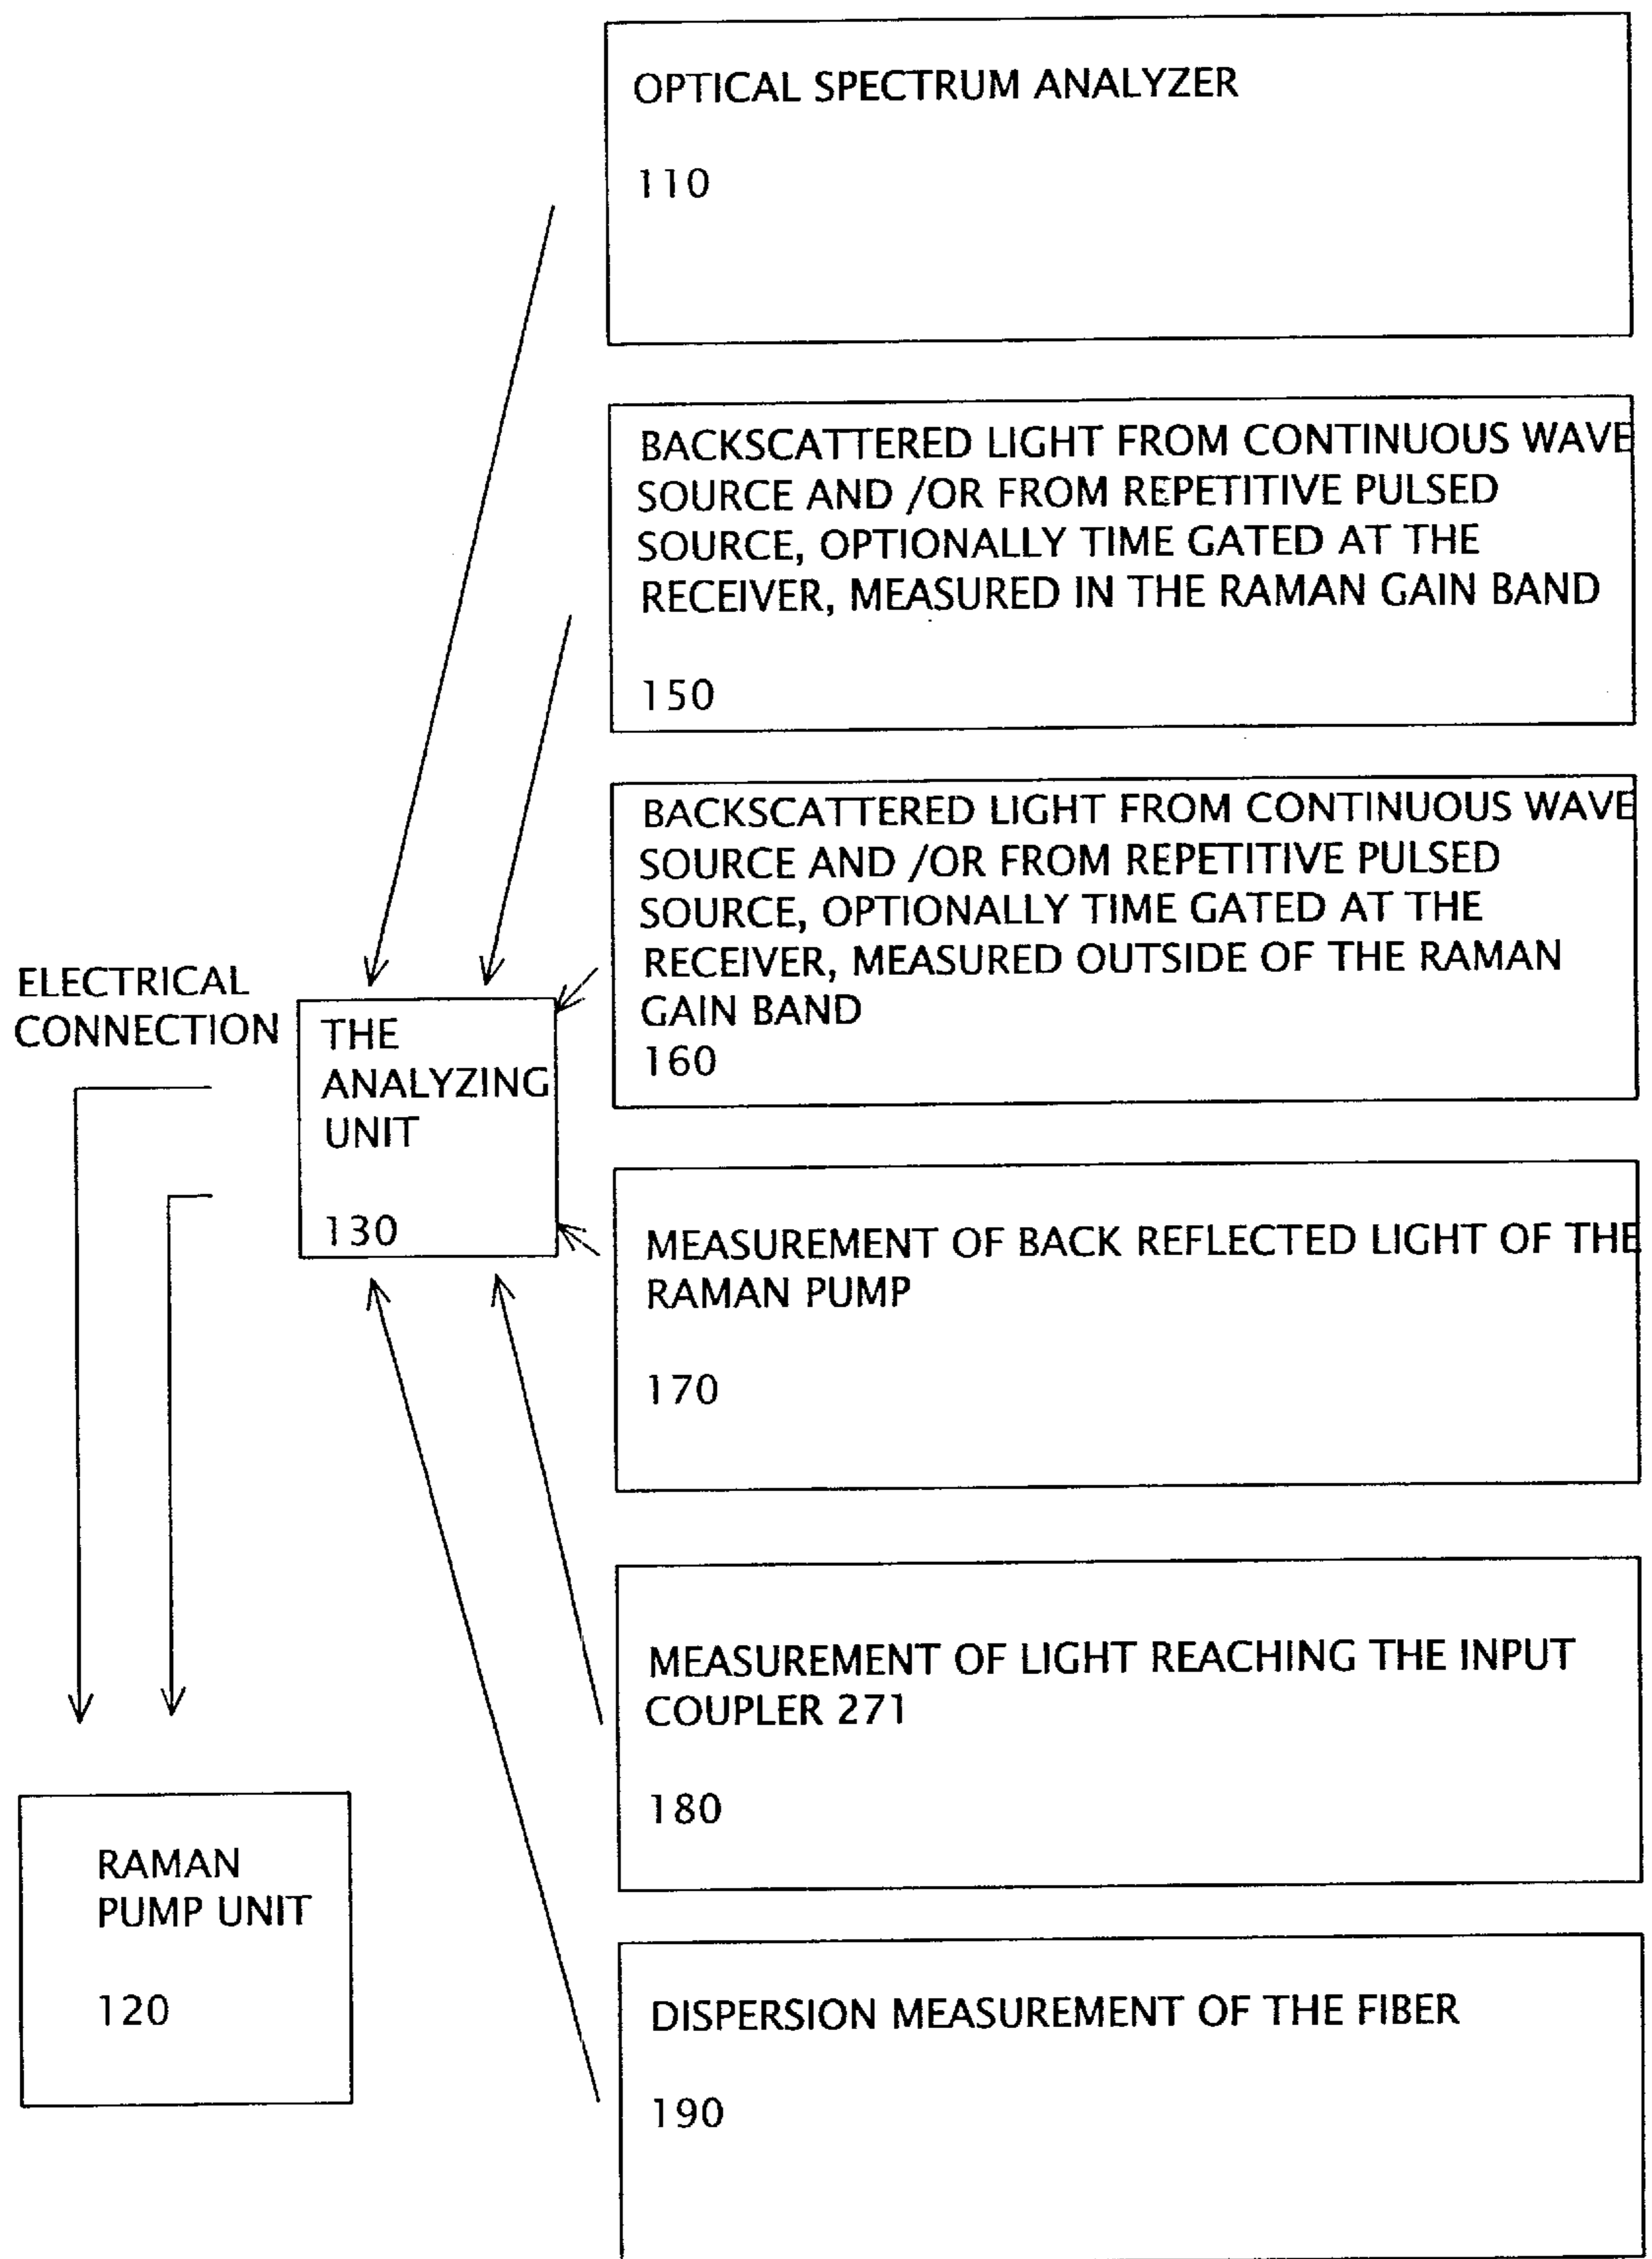 OPTICAL SPECTRUM ANALYZER
110
BACKSCATTERED LIGHT FROM CONTINUOUS WAVE
SOURCE AND /OR FROM REPETITIVE PULSED
SOURCE, OPTIONALLY TIME GATED AT THE
RECEIVER, MEASURED IN THE RAMAN GAIN BAND
150
BACKSCATTERED LIGHT FROM CONTINUOUS WAVE
SOURCE AND /OR FROM REPETITIVE PULSED
SOURCE, OPTIONALLY TIME GATED AT THE
RECEIVER, MEASURED OUTSIDE OF THE RAMAN
GAIN BAND
160
ELECTRICAL
CONNECTION
THE
ANALYZING
UNIT
130
MEASUREMENT OF BACK REFLECTED LIGHT OF THE
RAMAN PUMP
170
MEASUREMENT OF LIGHT REACHING THE INPUT
COUPLER 271
180
RAMAN
PUMP UNIT
120
DISPERSION MEASUREMENT OF THE FIBER
190